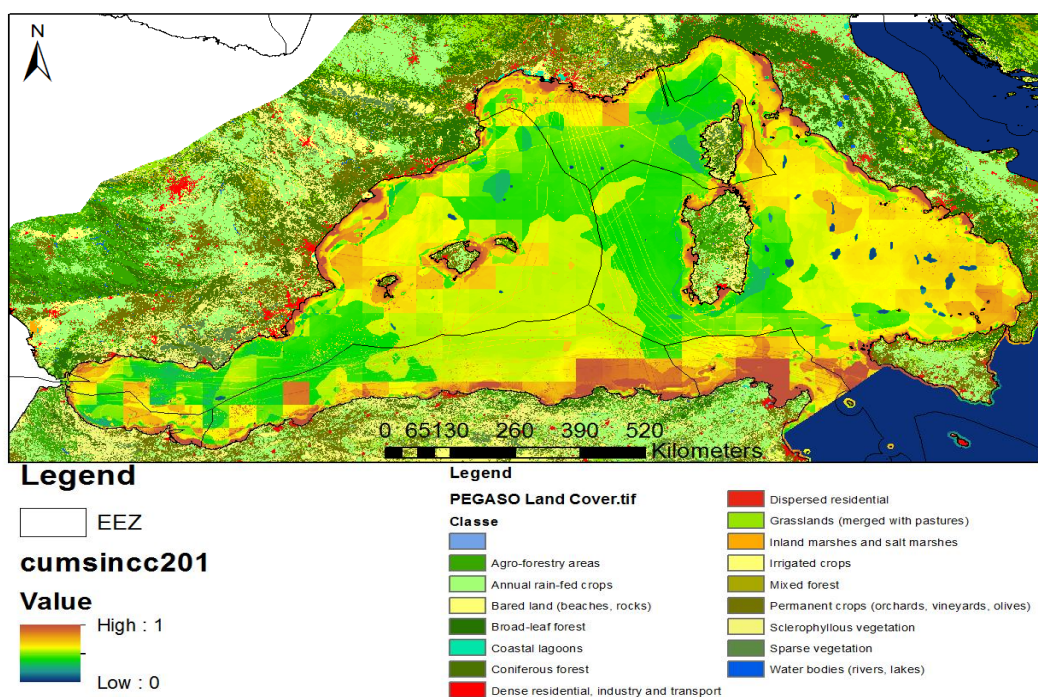 N
0 65130 260 390 520
Kilometers
Legend
EEZ
cumsincc201
Value
High : 1
Low : 0
Legend
PEGASO Land Cover.tif
Classe
Agro-forestry areas
Annual rain-fed crops
Bared land (beaches, rocks)
Broad-leaf forest
Coastal lagoons
Coniferous forest
Dense residential, industry and transport
Dispersed residential
Grasslands (merged with pastures)
Inland marshes and salt marshes
Irrigated crops
Mixed forest
Permanent crops (orchards, vineyards, olives)
Sclerophyllous vegetation
Sparse vegetation
Water bodies (rivers, lakes)